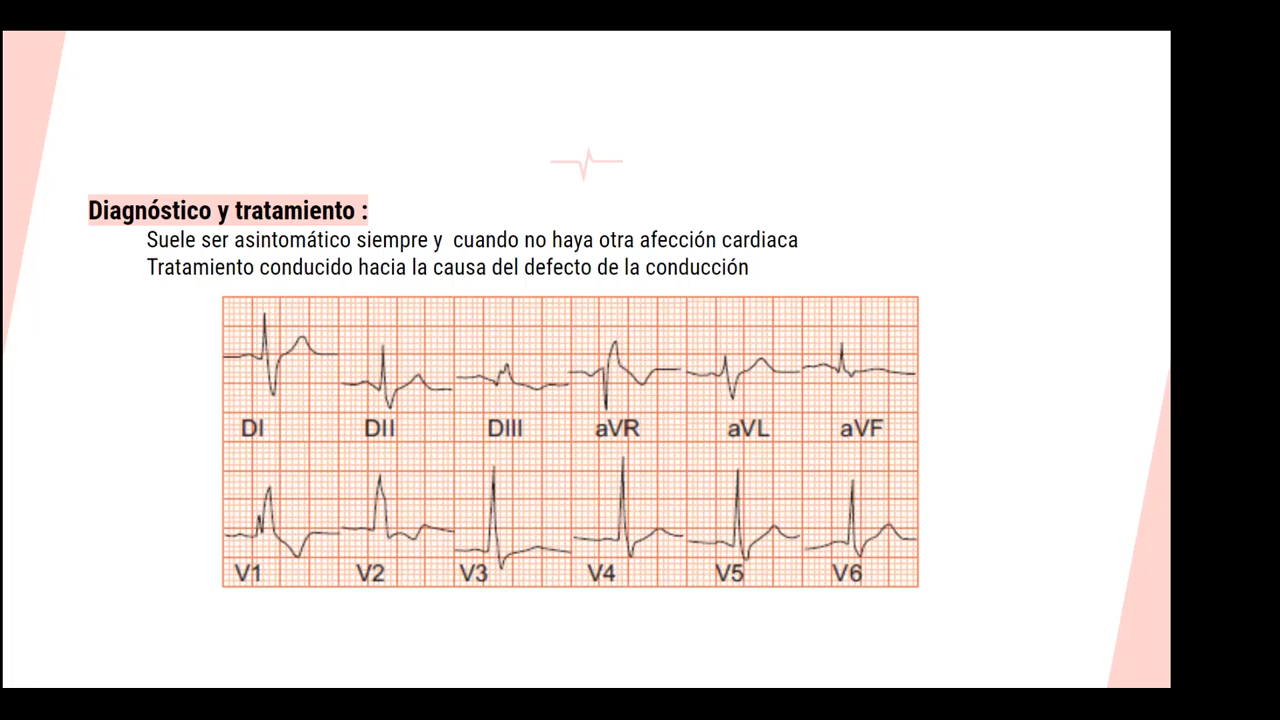 Diagnóstico y tratamiento :
Suele ser asintomático siempre y cuando no haya otra afección cardiaca
Tratamiento conducido hacia la causa del defecto de la conducción
DI DII DIII aVR aVL aVF
V1 V2 V3 V4 V5 V6